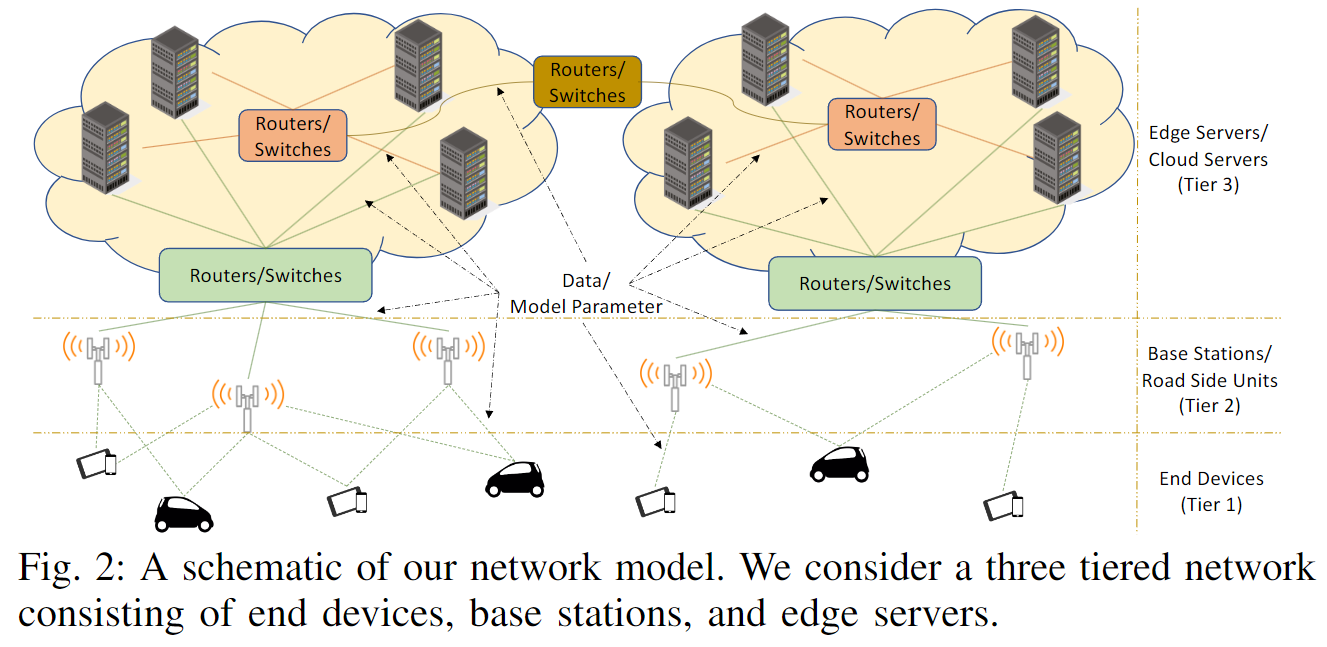 Routers/
Switches
Routers/
Switches
Routers/
Switches
Edge Servers/
Cloud Servers
(Tier 3)
Routers/Switches
Data/
Model Parameter
Routers/Switches
Base Stations/
Road Side Units
(Tier 2)
End Devices
(Tier 1)
Fig. 2: A schematic of our network model. We consider a three tiered network
consisting of end devices, base stations, and edge servers.